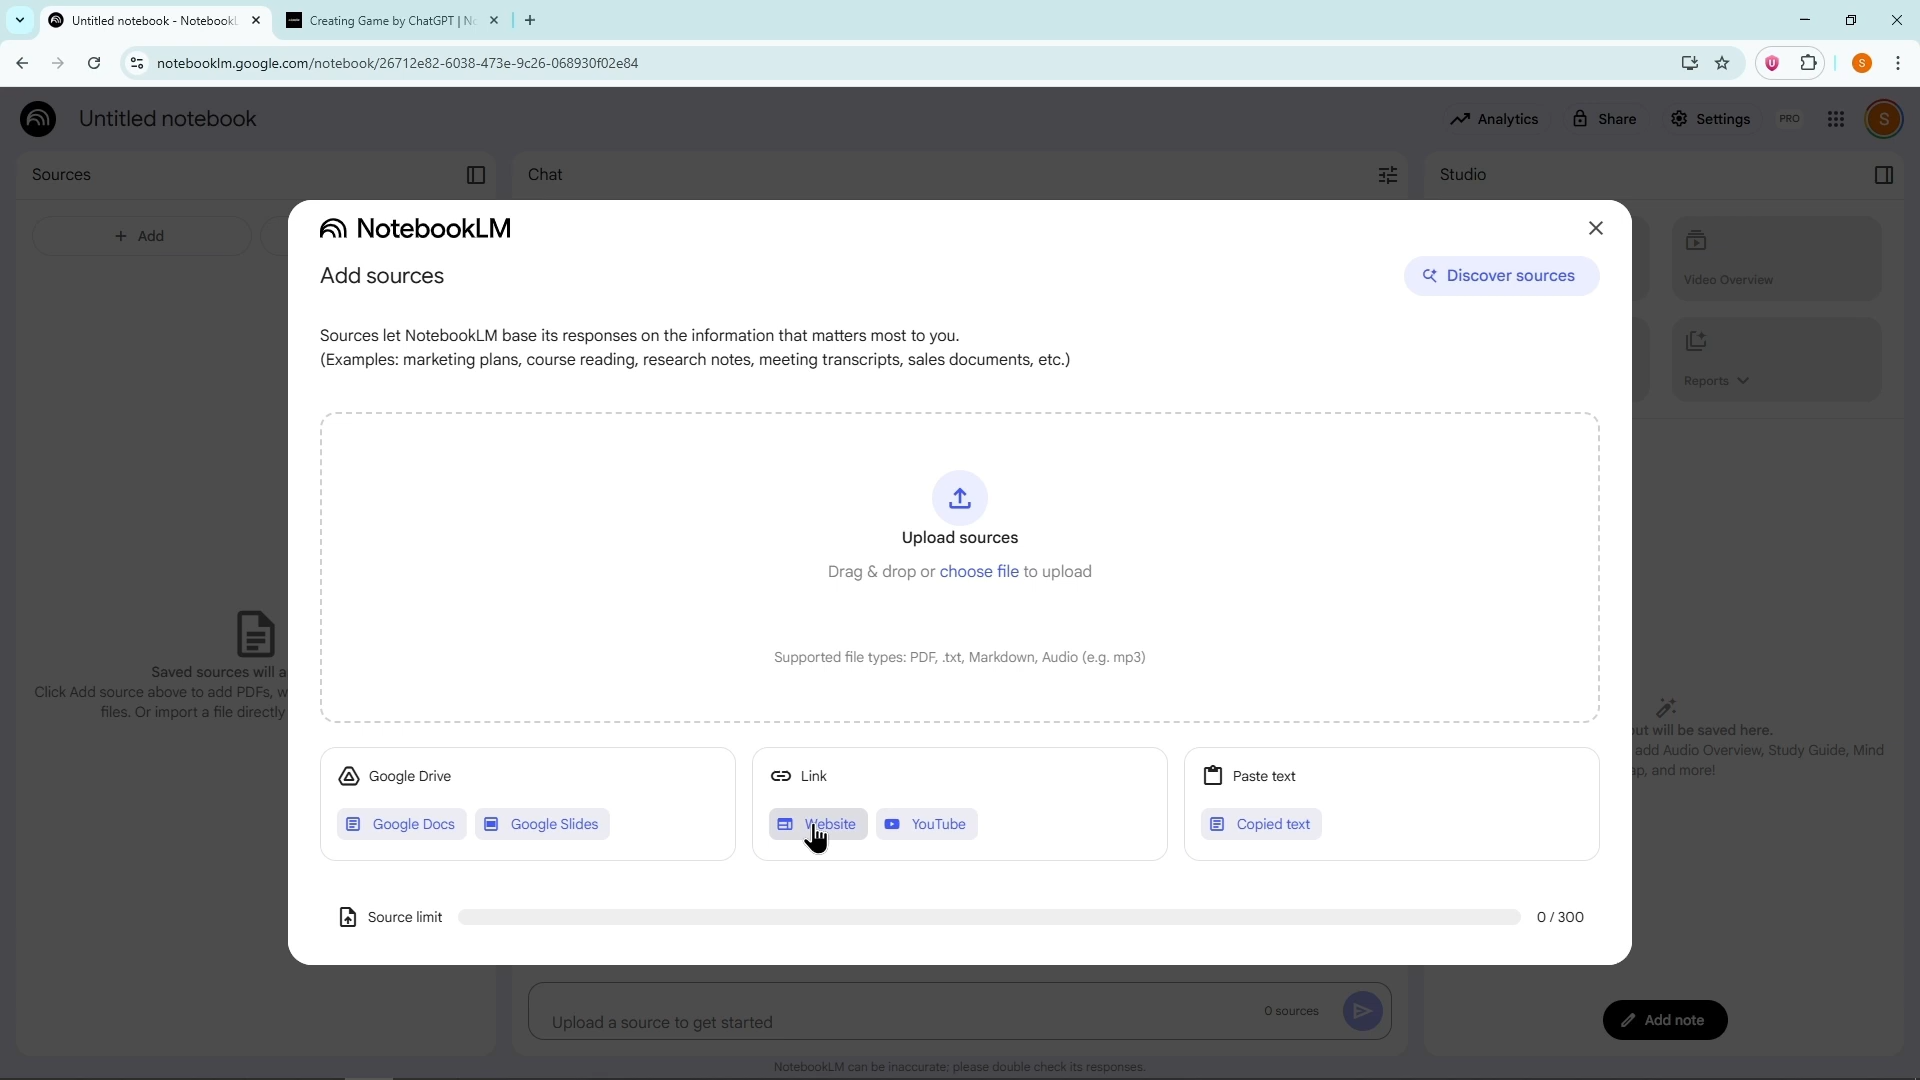 Untitled notebook - Notebook
Creating Game by ChatGPT | No
notebooklm.google.com/notebook/26712e82-6038-473e-9c26-068930f02e84
S
Untitled notebook
Analytics
Share
Settings
PRO
S
Sources
Chat
Studio
+ Add
NotebookLM
Add sources
Discover sources
Video Overview
Sources let NotebookLM base its responses on the information that matters most to you.
(Examples: marketing plans, course reading, research notes, meeting transcripts, sales documents, etc.)
Reports
Upload sources
Drag & drop or choose file to upload
Supported file types: PDF, .txt, Markdown, Audio (e.g. mp3)
Saved sources will a
Click Add source above to add PDFs, w
files. Or import a file directly
ut will be saved here.
add Audio Overview, Study Guide, Mind
ap, and more!
Google Drive
Google Docs
Google Slides
Link
Website
YouTube
Paste text
Copied text
Source limit
0 / 300
Upload a source to get started
0 sources
Add note
NotebookLM can be inaccurate; please double check its responses.